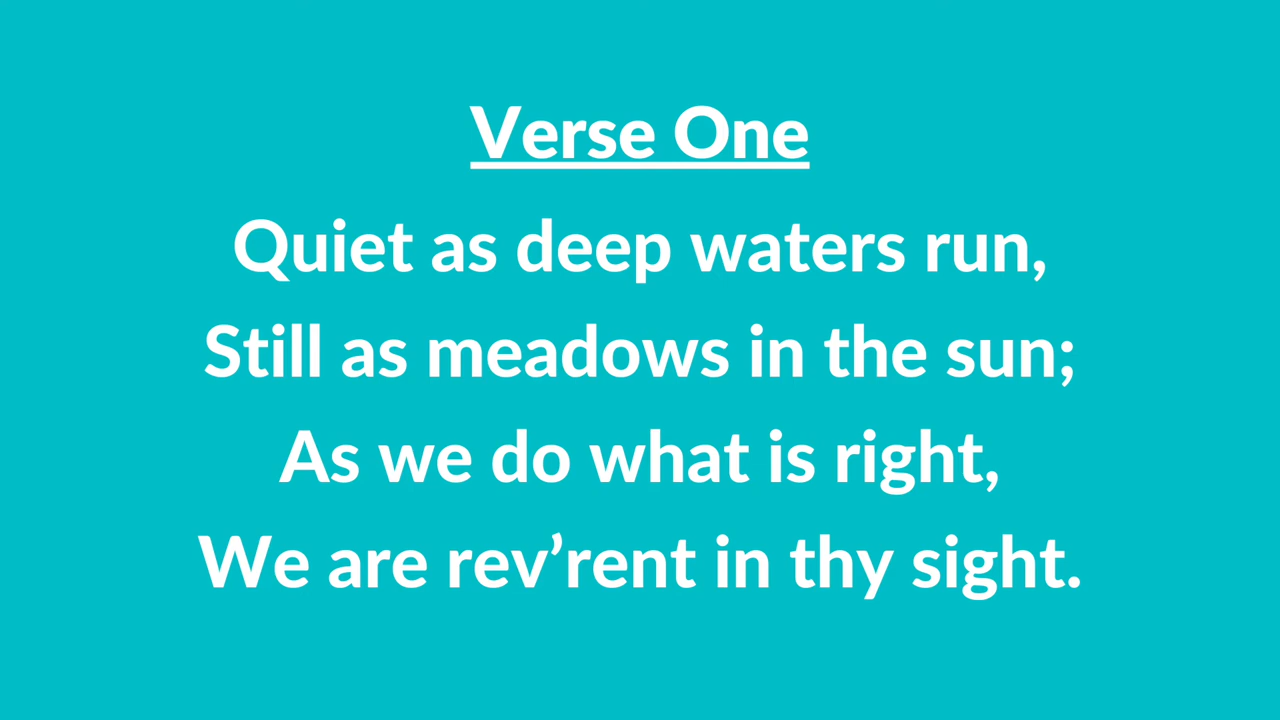 Verse One
Quiet as deep waters run,
Still as meadows in the sun;
As we do what is right,
We are rev’rent in thy sight.